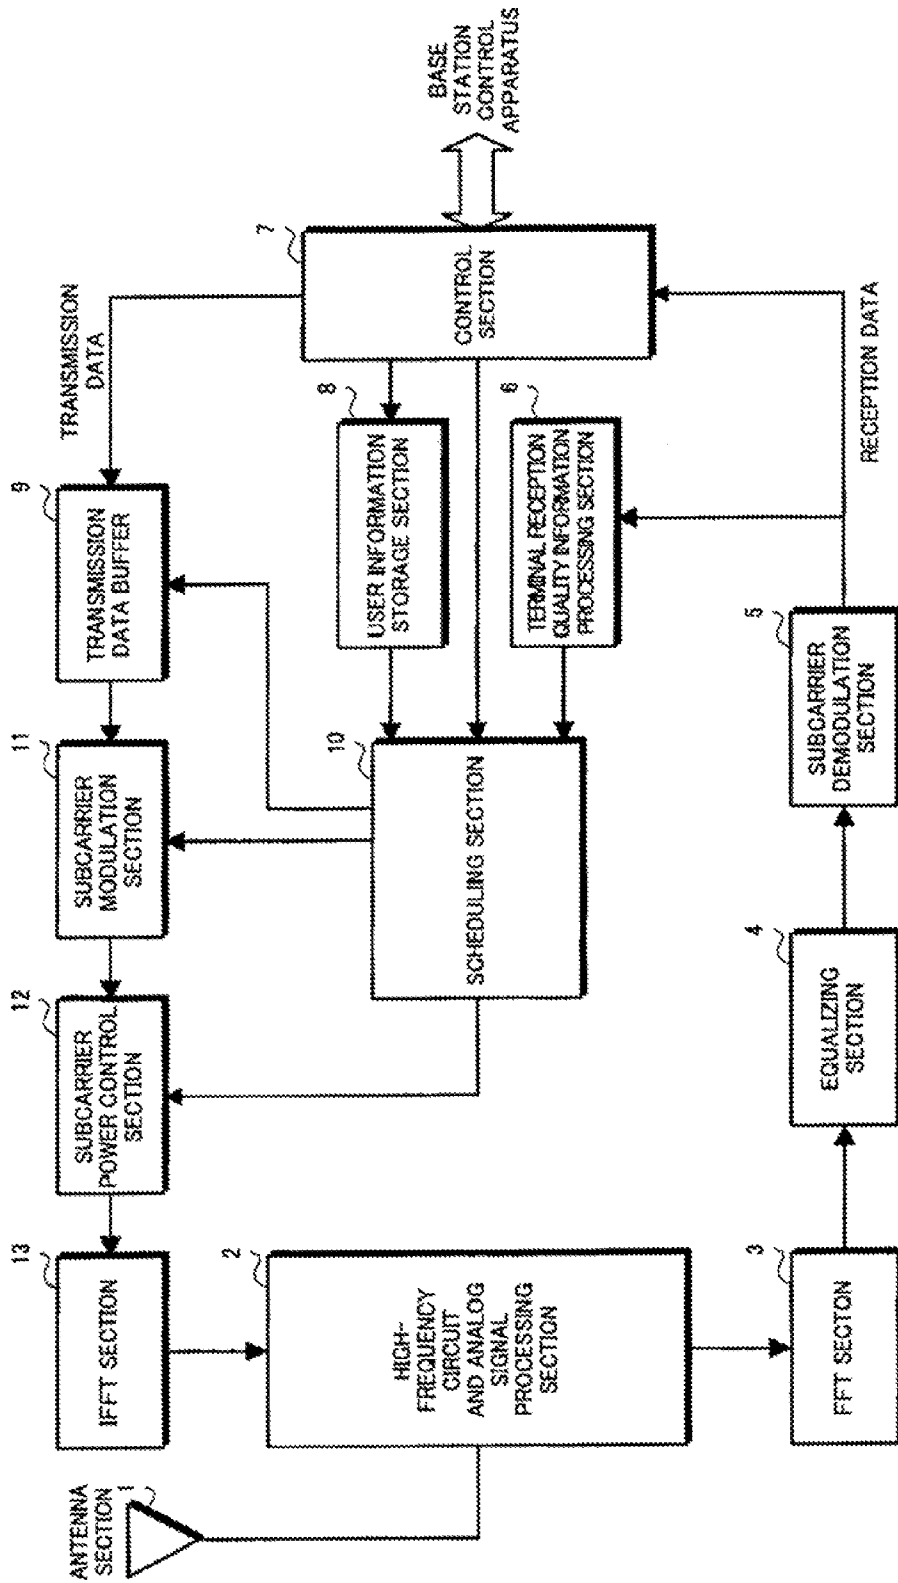 ANTENNA
SECTION
1
13
IFFT SECTION
12
SUBCARRIER
POWER CONTROL
SECTION
11
SUBCARRIER
MODULATION
SECTION
9
TRANSMISSION
DATA BUFFER
TRANSMISSION
DATA
2
HIGH-
FREQUENCY
CIRCUIT
AND ANALOG
SIGNAL
PROCESSING
SECTION
10
SCHEDULING SECTION
8
USER INFORMATION
STORAGE SECTION
6
TERMINAL RECEPTION
QUALITY INFORMATION
PROCESSING SECTION
7
CONTROL
SECTION
BASE
STATION
CONTROL
APPARATUS
3
FFT SECTON
4
EQUALIZING
SECTION
5
SUBCARRIER
DEMODULATION
SECTION
RECEPTION DATA